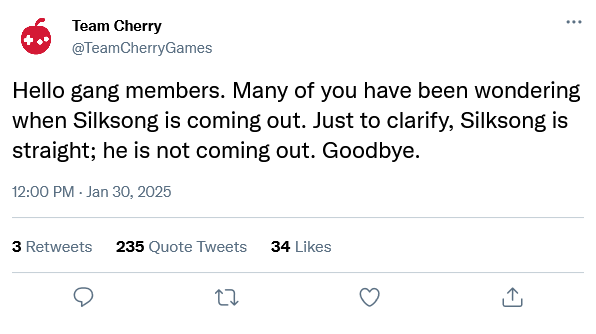 Team Cherry
@TeamCherryGames
Hello gang members. Many of you have been wondering
when Silksong is coming out. Just to clarify, Silksong is
straight; he is not coming out. Goodbye.
12:00 PM · Jan 30, 2025
3 Retweets 235 Quote Tweets 34 Likes